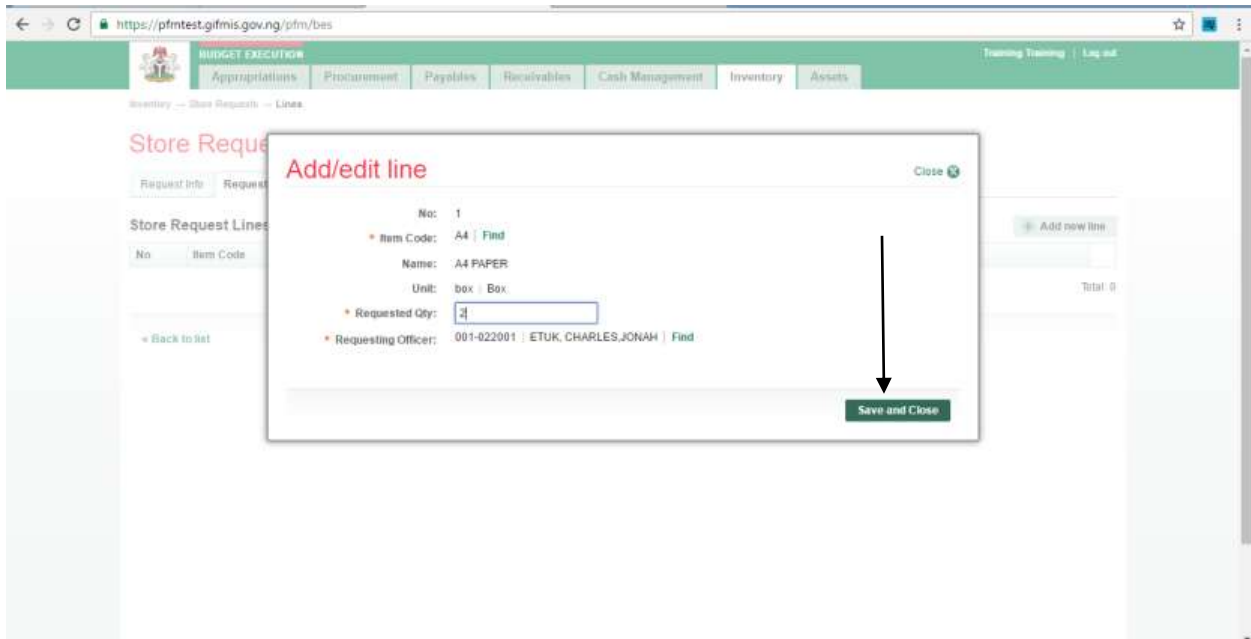 https://pfmtest.gifmis.gov.ng/pfm/bes
BUDGET EXECUTION
Training Training | Log out
Appropriations Procurement Payables Receivables Cash Management Inventory Assets
Inventory — Store Requests — Lines
Store Reque
Add/edit line
Close
Request Info Request
No: 1
Store Request Lines
+ Add new line
* Item Code: A4 | Find
No Item Code
Name: A4 PAPER
Unit: box | Box
Total: 0
* Requested Qty: 2
« Back to list
* Requesting Officer: 001-022001 | ETUK, CHARLES,JONAH | Find
Save and Close